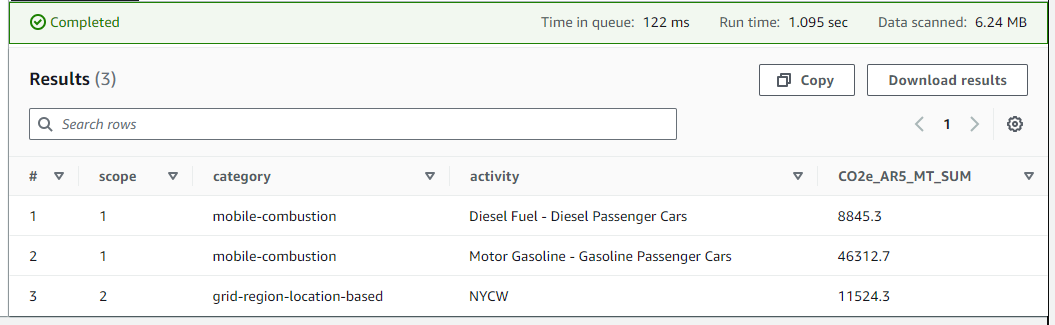 Completed Time in queue: 122 ms Run time: 1.095 sec Data scanned: 6.24 MB
Results (3) Copy Download results
Search rows 1
# scope category activity CO2e_AR5_MT_SUM
1 1 mobile-combustion Diesel Fuel - Diesel Passenger Cars 8845.3
2 1 mobile-combustion Motor Gasoline - Gasoline Passenger Cars 46312.7
3 2 grid-region-location-based NYCW 11524.3